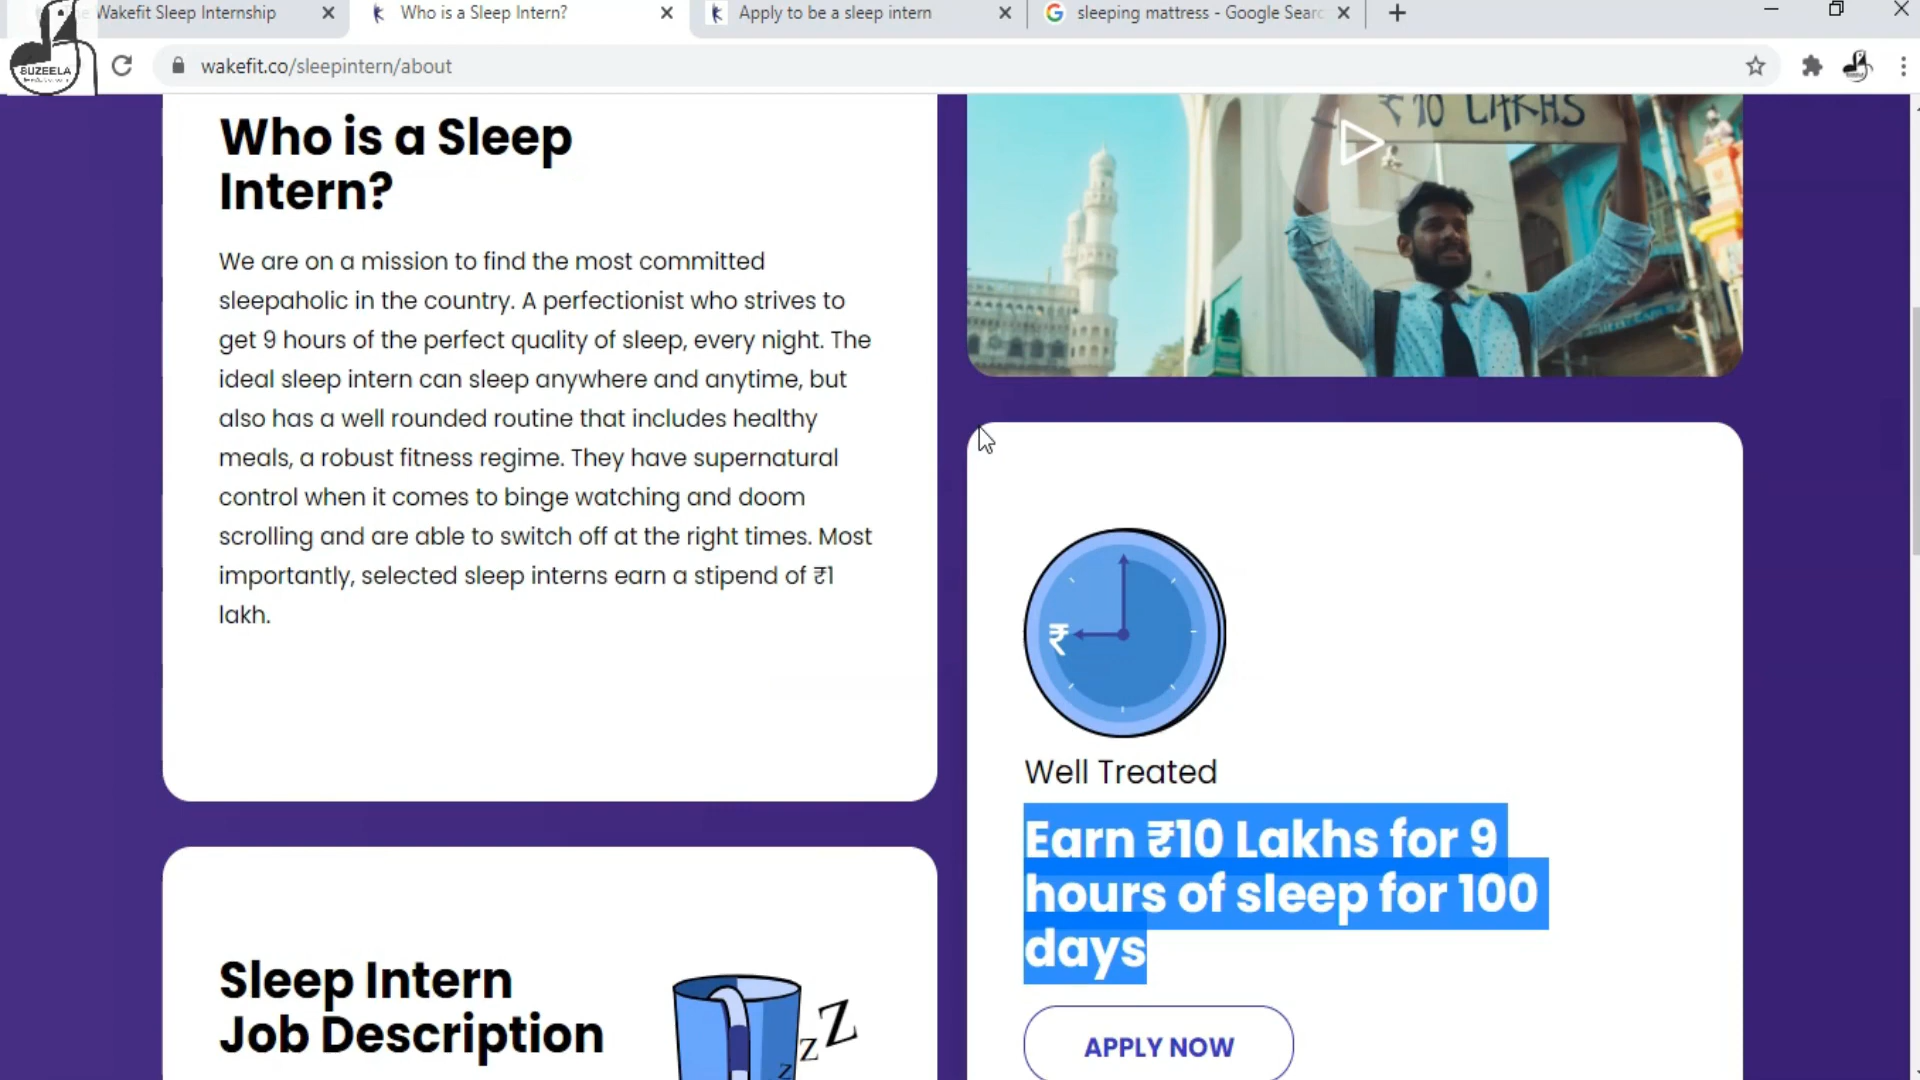 Wakefit Sleep Internship
Who is a Sleep Intern?
Apply to be a sleep intern
sleeping mattress - Google Searc
BUZEELA
wakefit.co/sleepintern/about
Who is a Sleep
Intern?
We are on a mission to find the most committed
sleepaholic in the country. A perfectionist who strives to
get 9 hours of the perfect quality of sleep, every night. The
ideal sleep intern can sleep anywhere and anytime, but
also has a well rounded routine that includes healthy
meals, a robust fitness regime. They have supernatural
control when it comes to binge watching and doom
scrolling and are able to switch off at the right times. Most
importantly, selected sleep interns earn a stipend of ₹1
lakh.
₹10 LAKHS
₹
Well Treated
Earn ₹10 Lakhs for 9
hours of sleep for 100
days
APPLY NOW
Sleep Intern
Job Description
z z Z